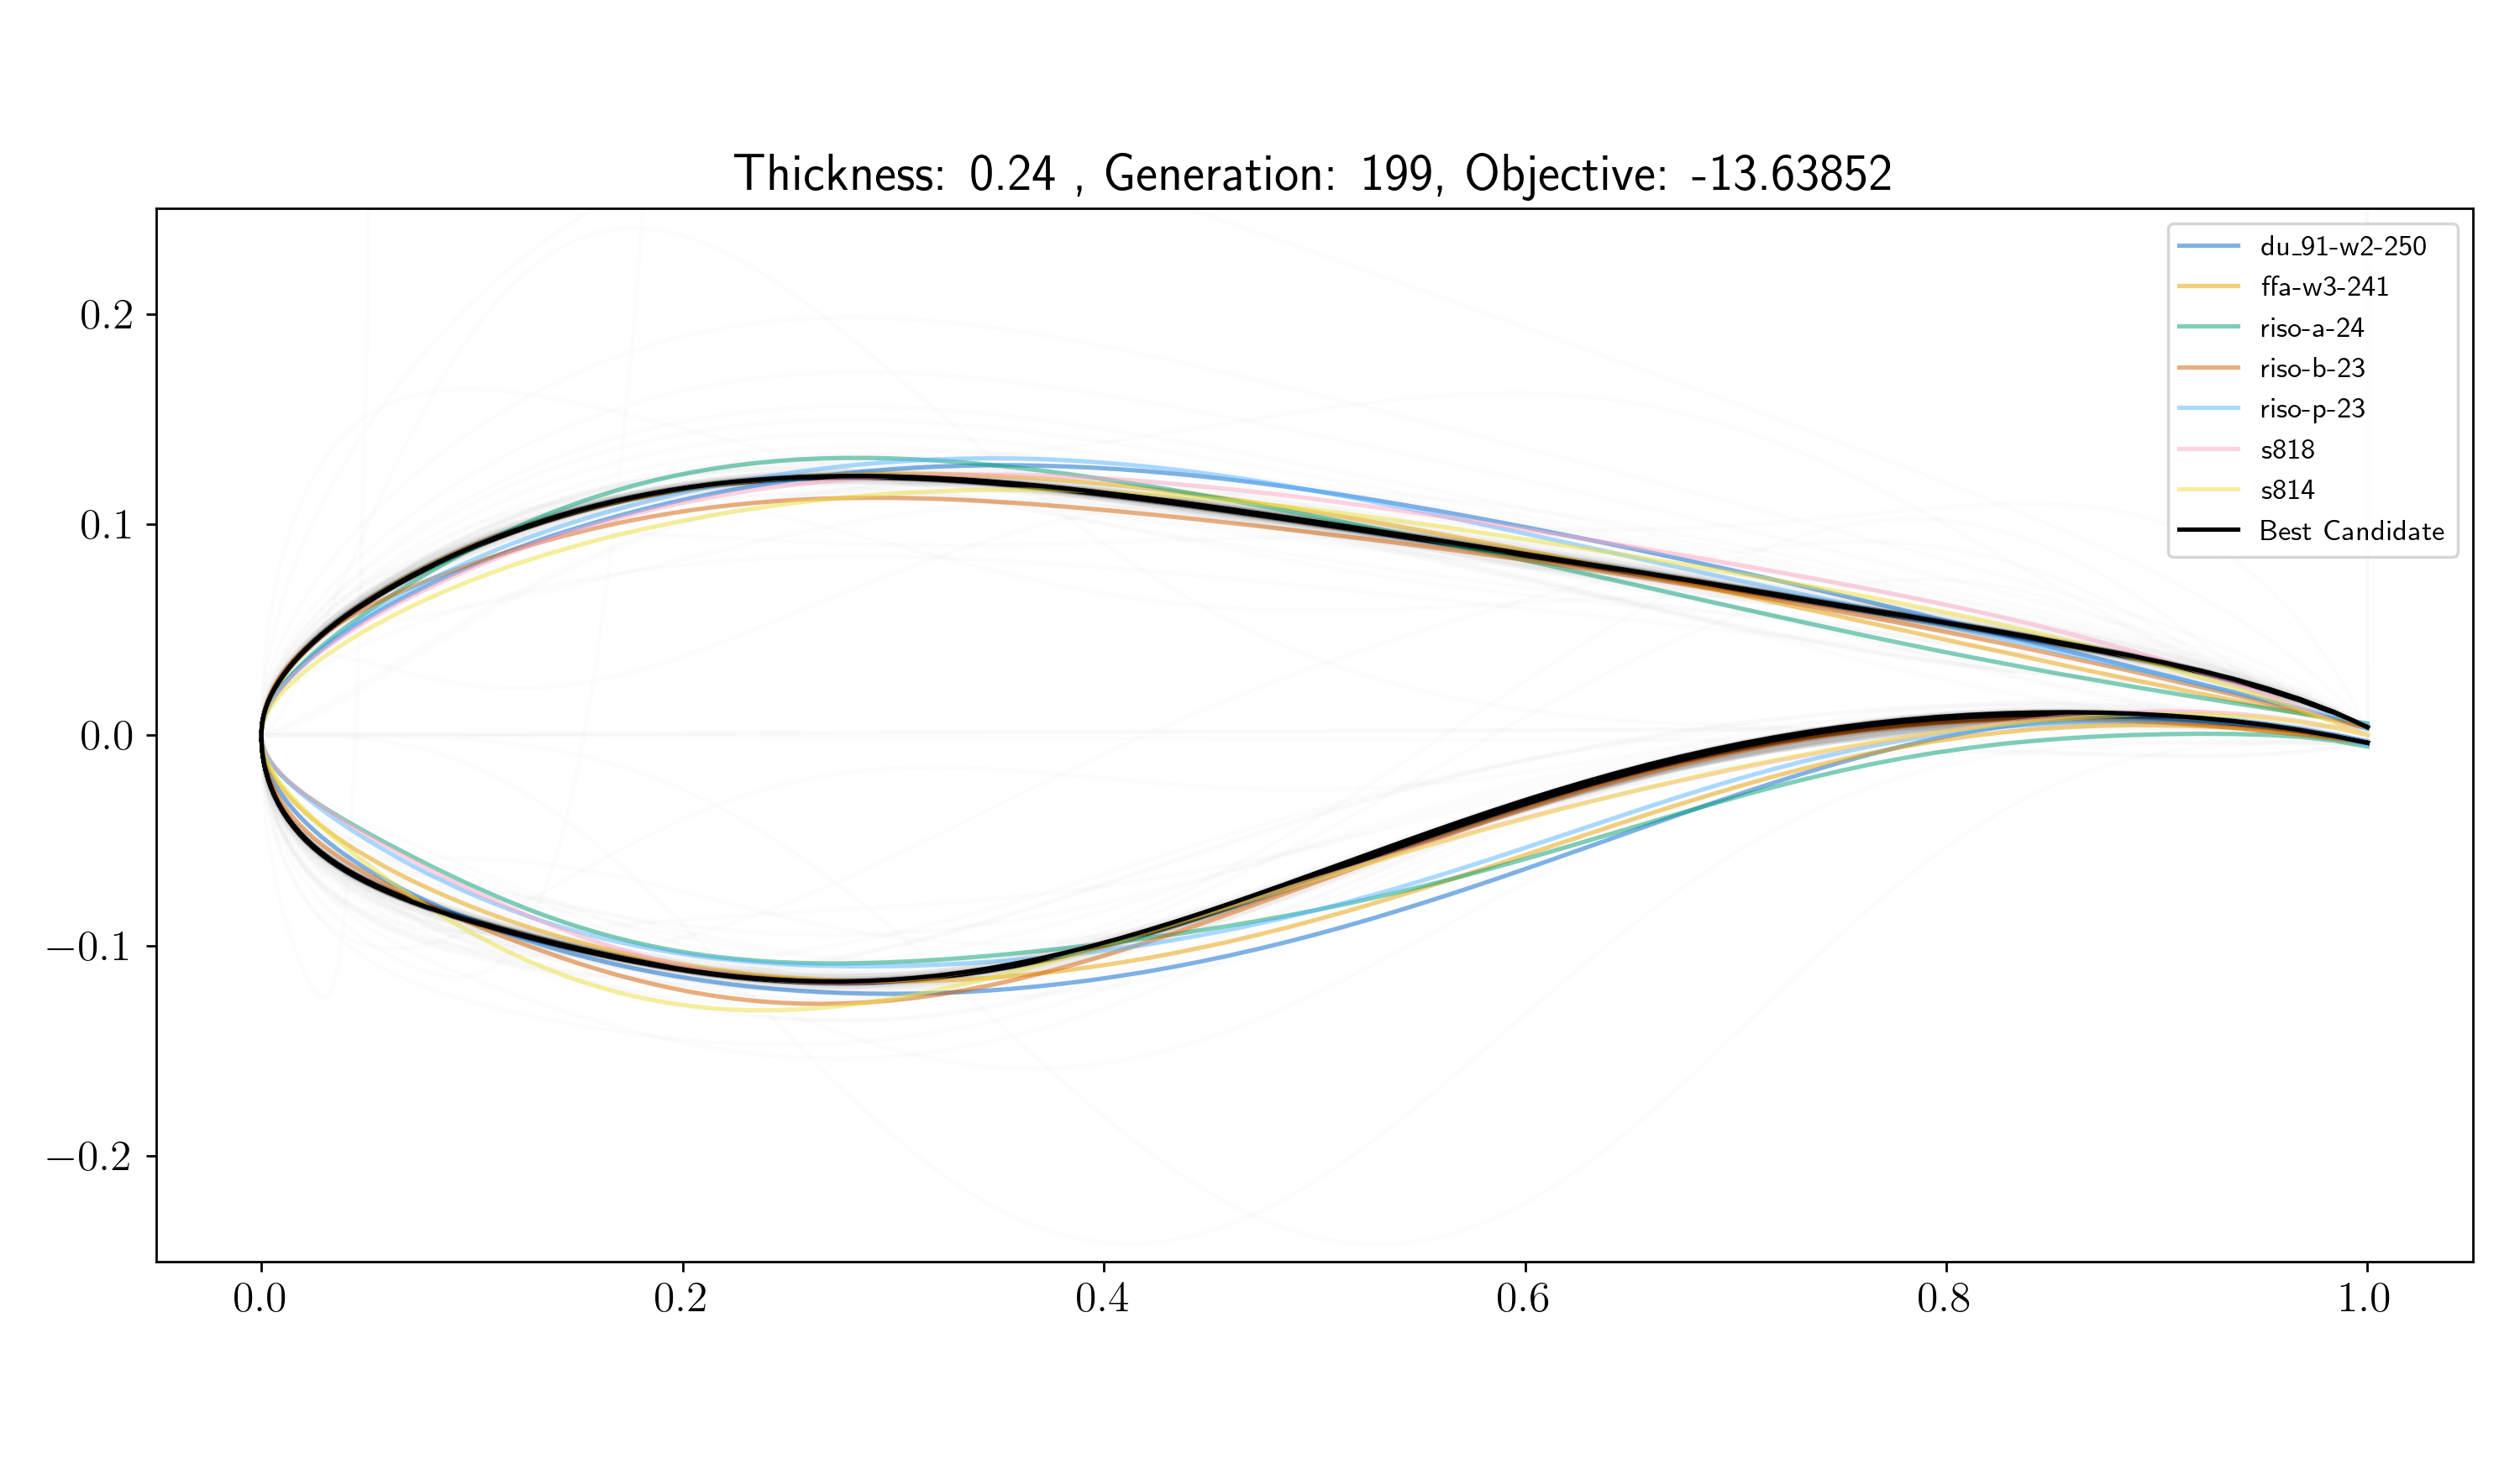 Thickness: 0.24 , Generation: 199, Objective: -13.63852
du_91-w2-250
ffa-w3-241
riso-a-24
riso-b-23
riso-p-23
s818
s814
Best Candidate
0.2
0.1
0.0
−0.1
−0.2
0.0 0.2 0.4 0.6 0.8 1.0